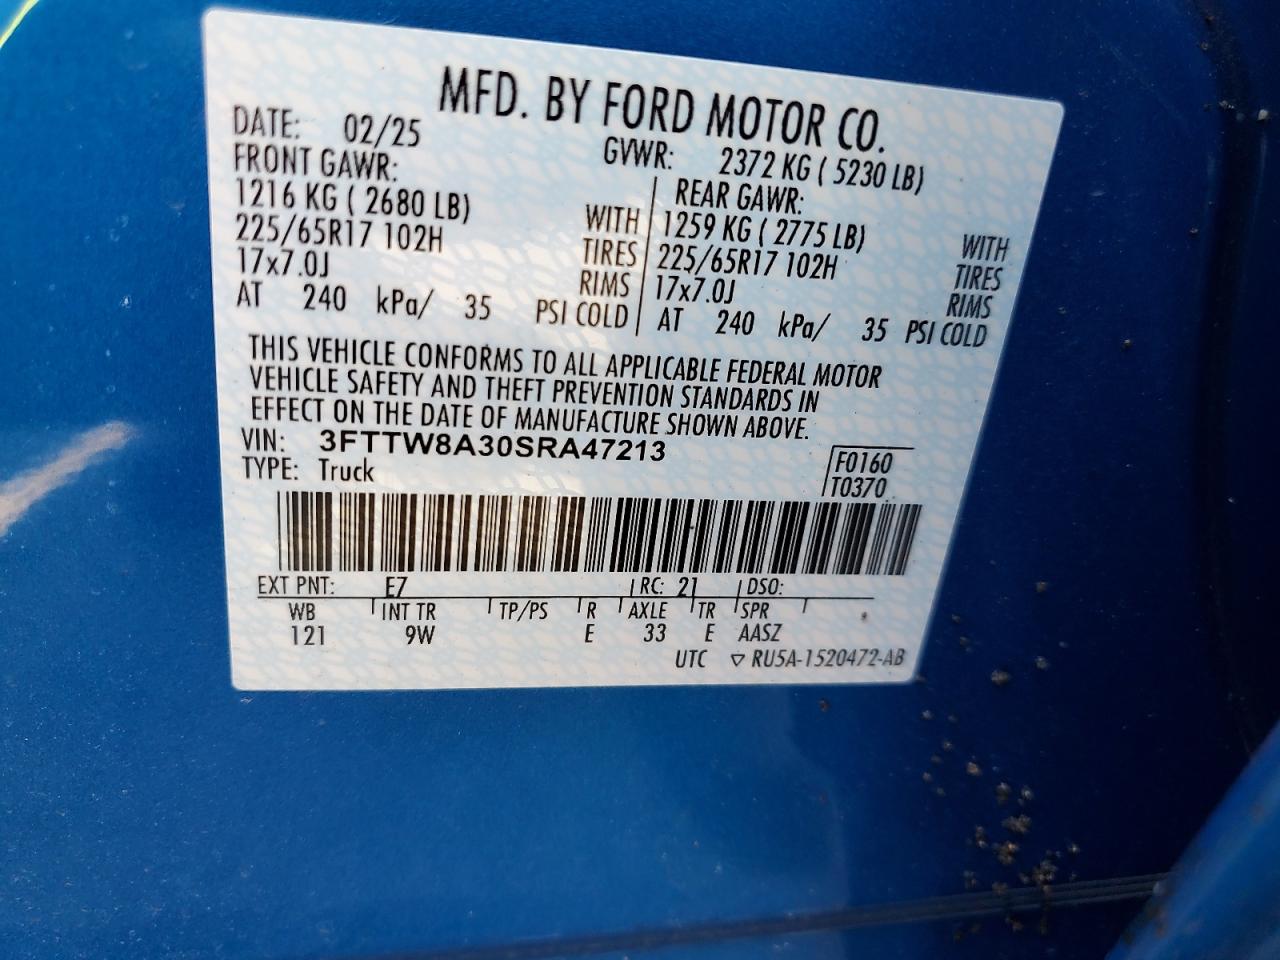 MFD. BY FORD MOTOR CO.
DATE: 02/25 GVWR: 2372 KG ( 5230 LB)
FRONT GAWR: REAR GAWR:
1216 KG ( 2680 LB) WITH 1259 KG ( 2775 LB) WITH
225/65R17 102H TIRES 225/65R17 102H TIRES
17x7.0J RIMS 17x7.0J RIMS
AT 240 kPa/ 35 PSI COLD AT 240 kPa/ 35 PSI COLD
THIS VEHICLE CONFORMS TO ALL APPLICABLE FEDERAL MOTOR
VEHICLE SAFETY AND THEFT PREVENTION STANDARDS IN
EFFECT ON THE DATE OF MANUFACTURE SHOWN ABOVE.
VIN: 3FTTW8A30SRA47213 F0160
TYPE: Truck T0370
EXT PNT: E7 RC: 21 DSO:
WB INT TR TP/PS R AXLE TR SPR
121 9W E 33 E AASZ
UTC ▽ RU5A-1520472-AB